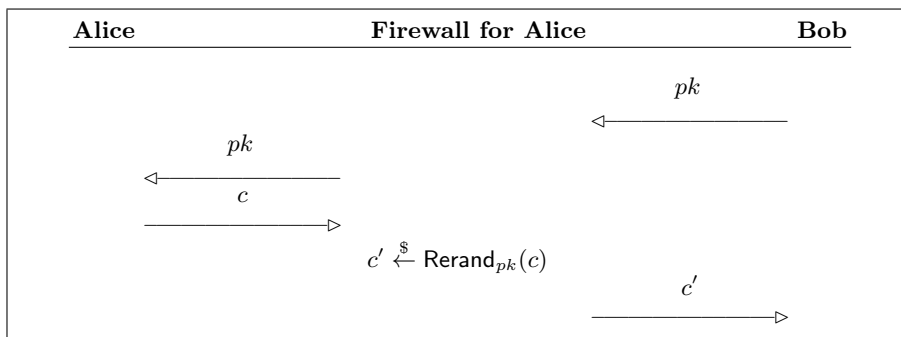 Alice Firewall for Alice Bob
pk
pk
c
c′ ←$ Rerand_pk(c)
c′